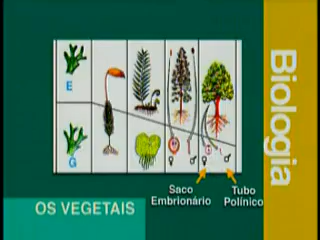 Biologia
E
G
♀ ♂ ♀ ♂
Saco
Embrionário
Tubo
Polínico
OS VEGETAIS